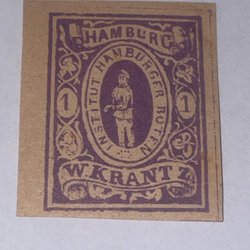 HAMBURG
INSTITUT HAMBURGER BOTEN
1 1
W. KRANTZ